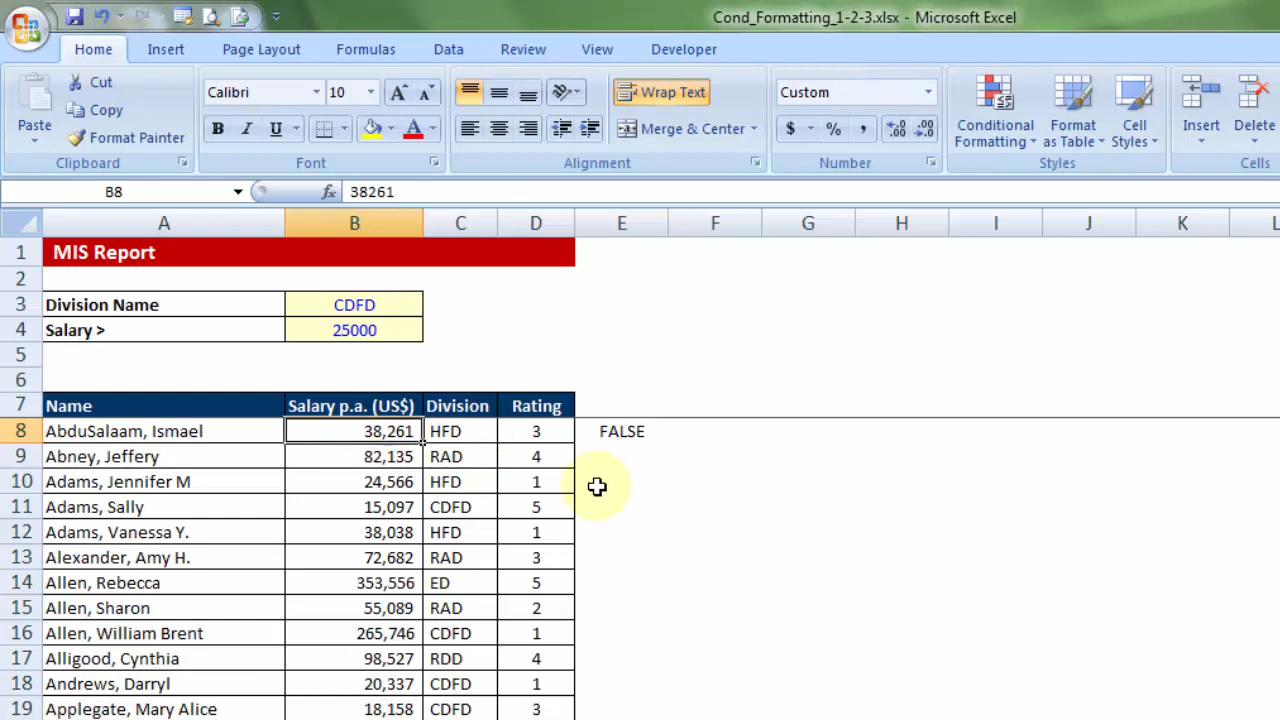 Cond_Formatting_1-2-3.xlsx - Microsoft Excel
Home Insert Page Layout Formulas Data Review View Developer
Paste Cut Copy Format Painter Clipboard
Calibri 10 A A B I U A Font
Wrap Text Merge & Center Alignment
Custom $ % , .00 .0 Number
Conditional Formatting Format as Table Cell Styles Styles
Insert Delete Cells
B8 fx 38261
A B C D E F G H I J K L
1 MIS Report
2
3 Division Name CDFD
4 Salary > 25000
5
6
7 Name Salary p.a. (US$) Division Rating
8 AbduSalaam, Ismael 38,261 HFD 3 FALSE
9 Abney, Jeffery 82,135 RAD 4
10 Adams, Jennifer M 24,566 HFD 1
11 Adams, Sally 15,097 CDFD 5
12 Adams, Vanessa Y. 38,038 HFD 1
13 Alexander, Amy H. 72,682 RAD 3
14 Allen, Rebecca 353,556 ED 5
15 Allen, Sharon 55,089 RAD 2
16 Allen, William Brent 265,746 CDFD 1
17 Alligood, Cynthia 98,527 RDD 4
18 Andrews, Darryl 20,337 CDFD 1
19 Applegate, Mary Alice 18,158 CDFD 3